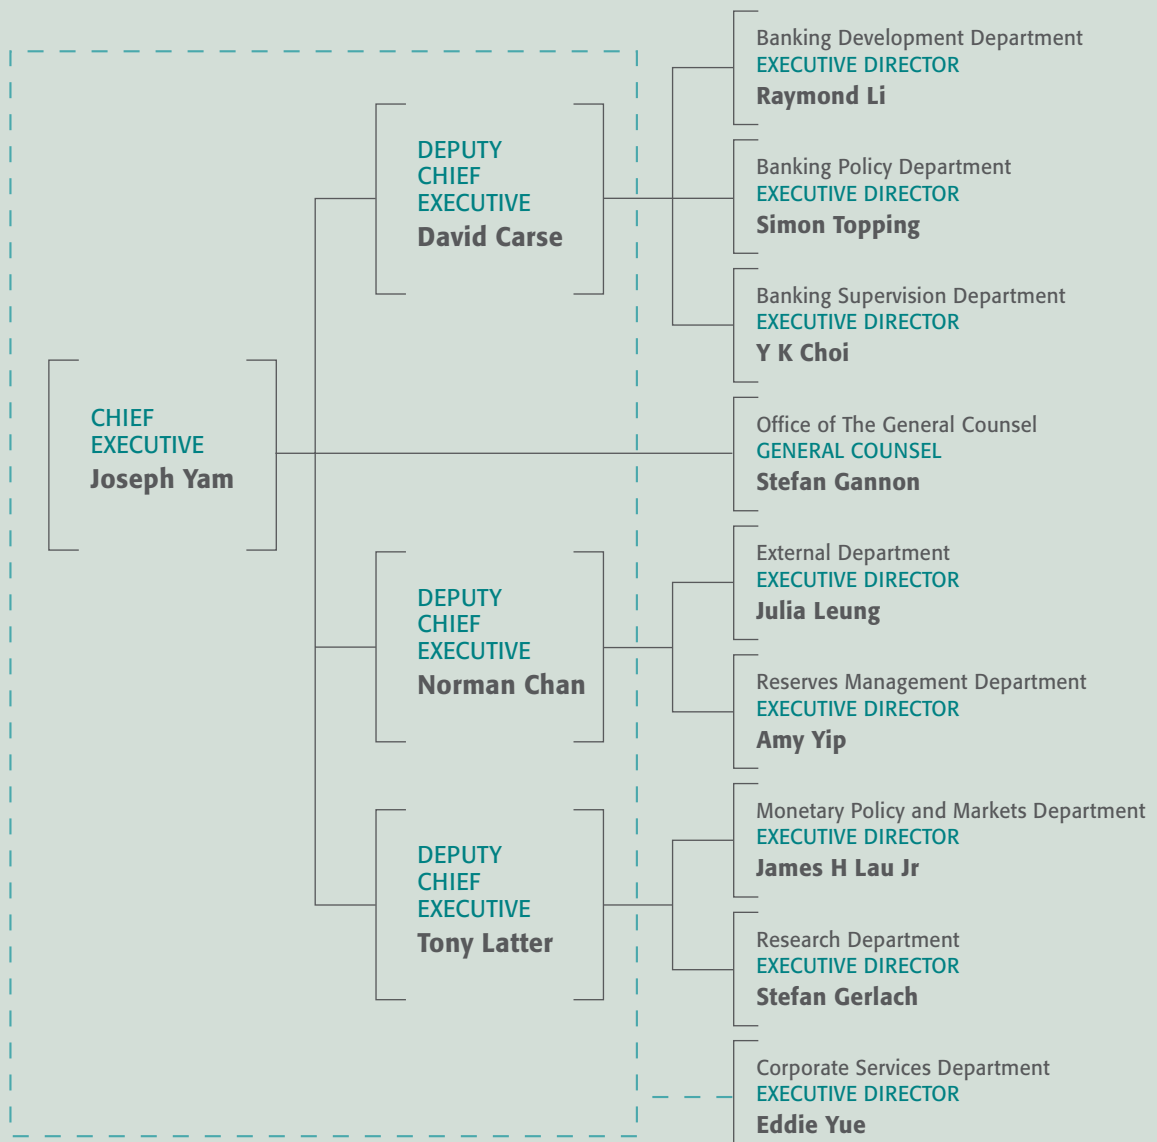 Banking Development Department
EXECUTIVE DIRECTOR
Raymond Li
DEPUTY
CHIEF
EXECUTIVE
David Carse
Banking Policy Department
EXECUTIVE DIRECTOR
Simon Topping
Banking Supervision Department
EXECUTIVE DIRECTOR
Y K Choi
CHIEF
EXECUTIVE
Joseph Yam
Office of The General Counsel
GENERAL COUNSEL
Stefan Gannon
DEPUTY
CHIEF
EXECUTIVE
Norman Chan
External Department
EXECUTIVE DIRECTOR
Julia Leung
Reserves Management Department
EXECUTIVE DIRECTOR
Amy Yip
DEPUTY
CHIEF
EXECUTIVE
Tony Latter
Monetary Policy and Markets Department
EXECUTIVE DIRECTOR
James H Lau Jr
Research Department
EXECUTIVE DIRECTOR
Stefan Gerlach
Corporate Services Department
EXECUTIVE DIRECTOR
Eddie Yue